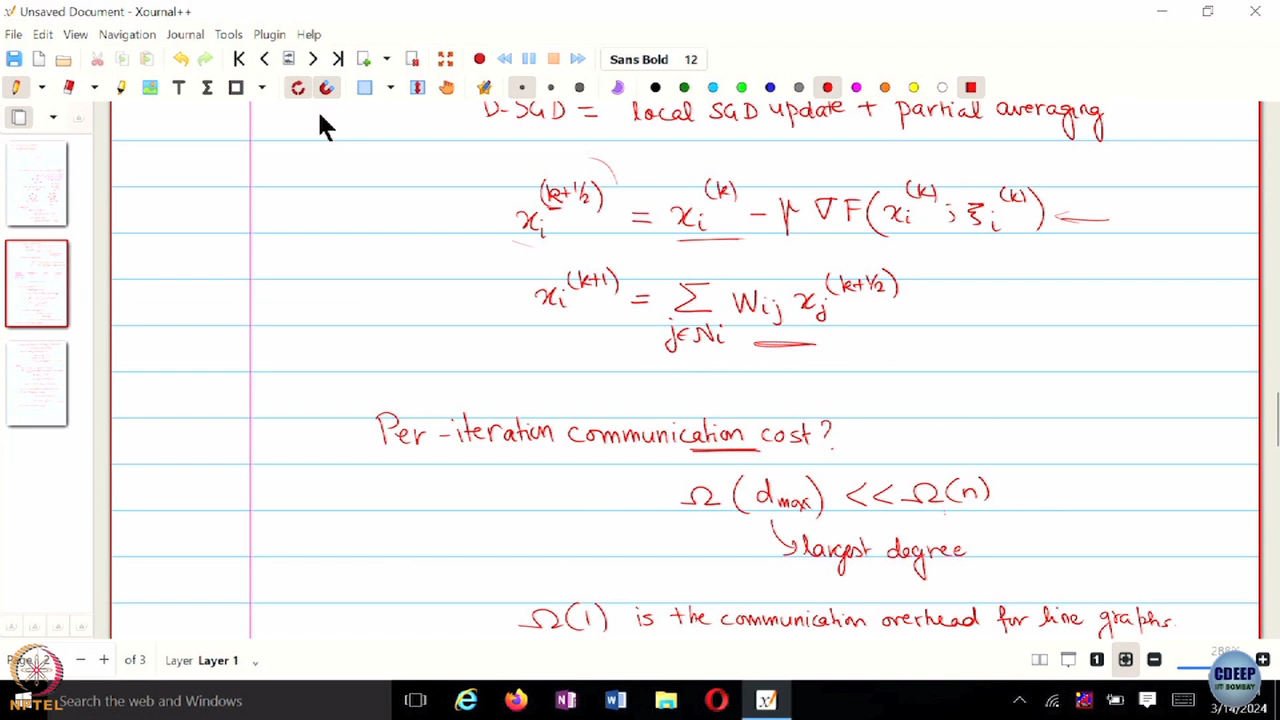 Unsaved Document - Xournal++
File Edit View Navigation Journal Tools Plugin Help
Sans Bold 12
D-SGD = local SGD update + partial averaging
x_i^(k+1/2) = x_i^(k) - μ ∇F(x_i^(k) ; ξ_i^(k)) ←
x_i^(k+1) = Σ_{j∈N_i} W_ij x_j^(k+1/2)
Per-iteration communication cost?
Ω(d_max) << Ω(n)
largest degree
Ω(1) is the communication overhead for line graphs.
Page 2 of 3 Layer Layer 1
288%
NPTEL
Search the web and Windows
CDEEP
IIT BOMBAY
3/14/2024